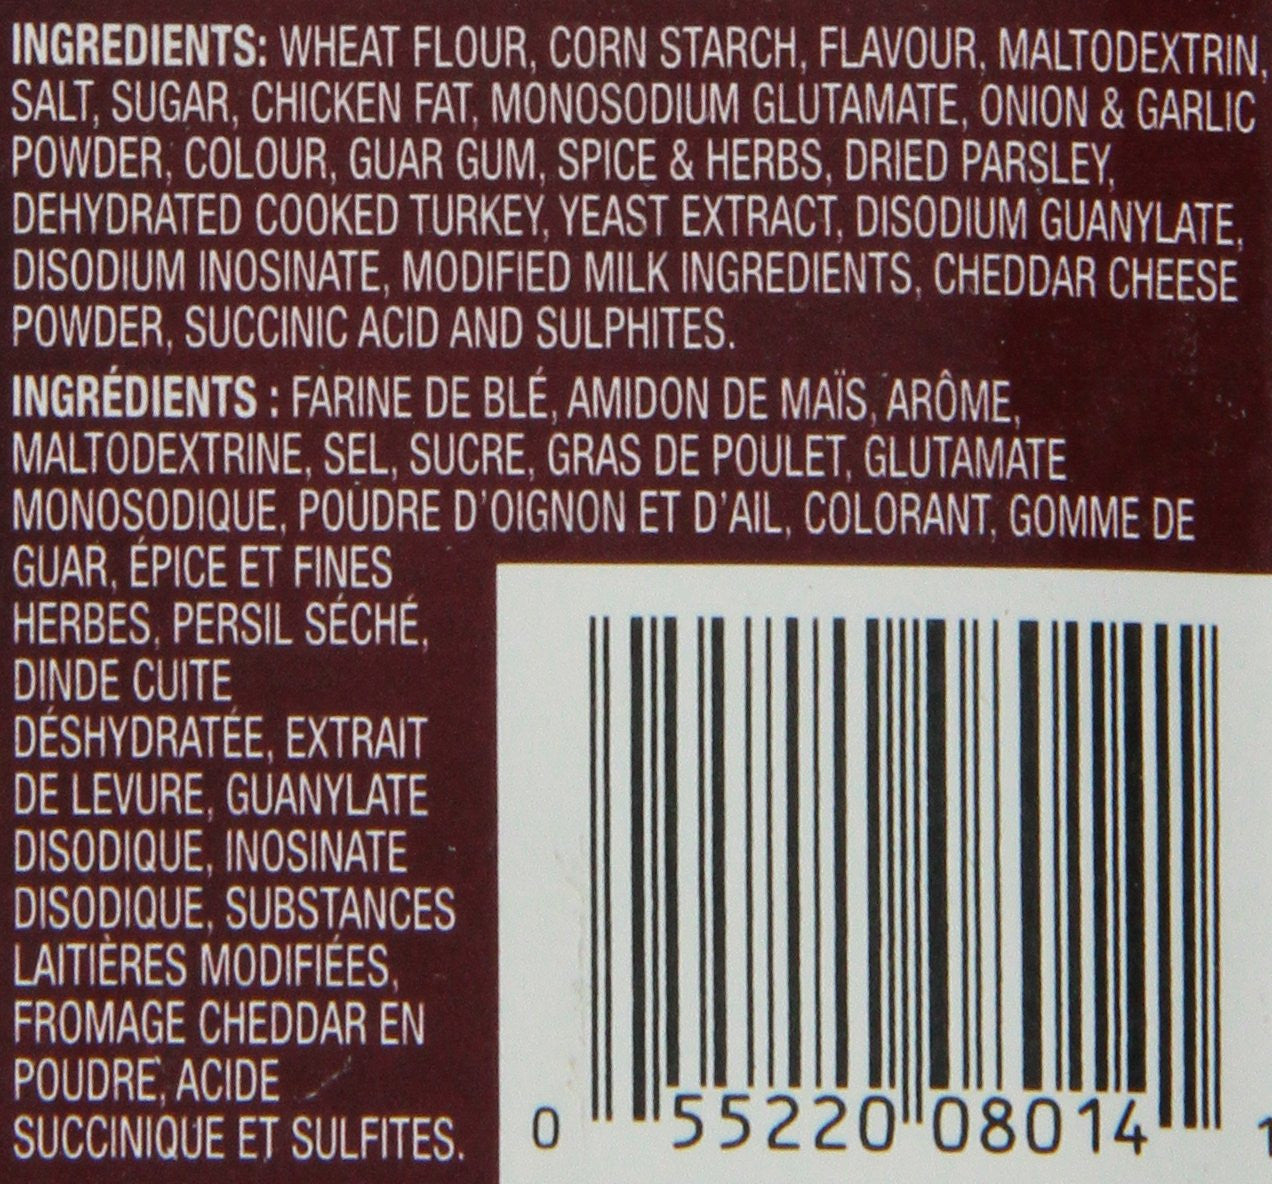 INGREDIENTS: WHEAT FLOUR, CORN STARCH, FLAVOUR, MALTODEXTRIN,
SALT, SUGAR, CHICKEN FAT, MONOSODIUM GLUTAMATE, ONION & GARLIC
POWDER, COLOUR, GUAR GUM, SPICE & HERBS, DRIED PARSLEY,
DEHYDRATED COOKED TURKEY, YEAST EXTRACT, DISODIUM GUANYLATE,
DISODIUM INOSINATE, MODIFIED MILK INGREDIENTS, CHEDDAR CHEESE
POWDER, SUCCINIC ACID AND SULPHITES.
INGRÉDIENTS : FARINE DE BLÉ, AMIDON DE MAÏS, ARÔME,
MALTODEXTRINE, SEL, SUCRE, GRAS DE POULET, GLUTAMATE
MONOSODIQUE, POUDRE D'OIGNON ET D'AIL, COLORANT, GOMME DE
GUAR, ÉPICE ET FINES
HERBES, PERSIL SÉCHÉ,
DINDE CUITE
DÉSHYDRATÉE, EXTRAIT
DE LEVURE, GUANYLATE
DISODIQUE, INOSINATE
DISODIQUE, SUBSTANCES
LAITIÈRES MODIFIÉES,
FROMAGE CHEDDAR EN
POUDRE, ACIDE
SUCCINIQUE ET SULFITES.
0 55220 08014 1